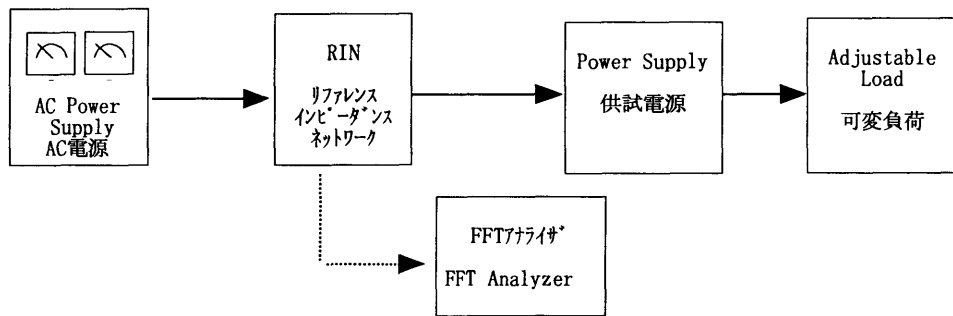 AC Power
Supply
AC電源
RIN
ﾘﾌｧﾚﾝｽ
ｲﾝﾋﾟｰﾀﾞﾝｽ
ﾈｯﾄﾜｰｸ
Power Supply
供試電源
Adjustable
Load
可変負荷
FFTｱﾅﾗｲｻﾞ
FFT Analyzer